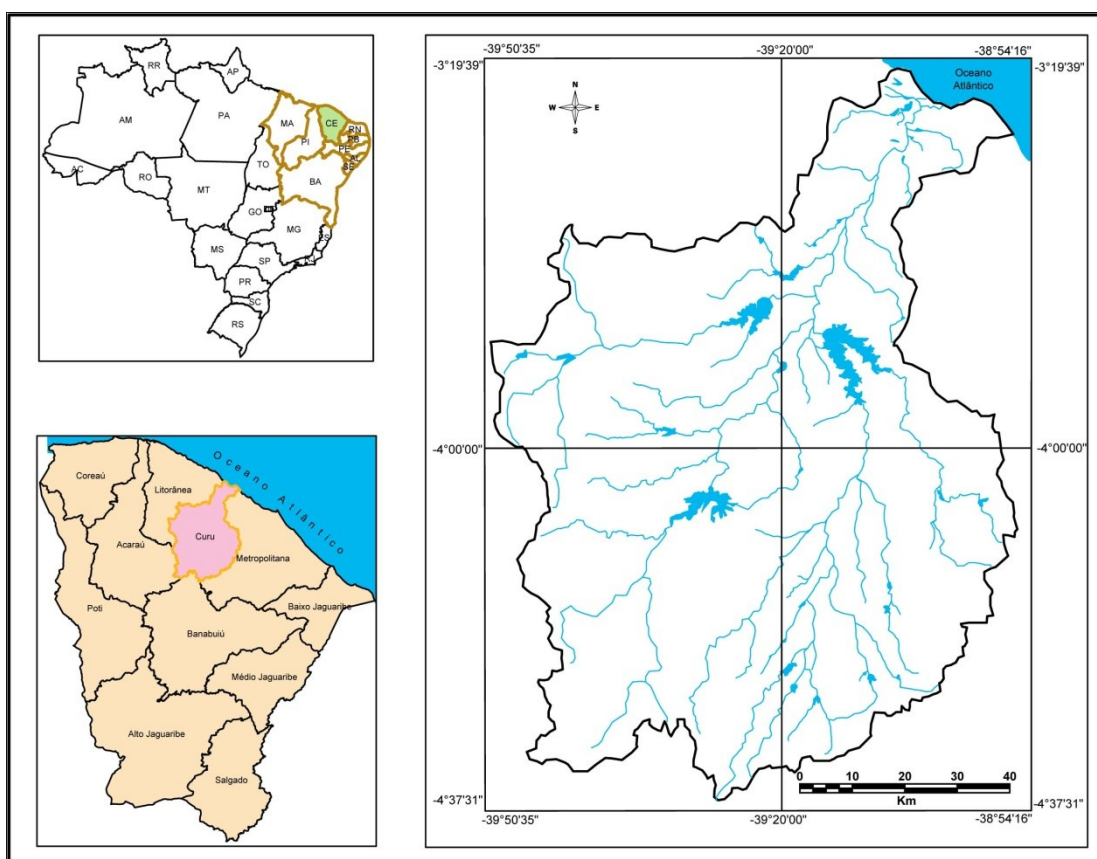 RR
AP
AM
PA
MA
CE
RN
PB
PI
PE
AL
SE
AC
TO
RO
BA
MT
GO
MG
ES
MS
SP
RJ
PR
SC
RS
-39°50'35"
-39°20'00"
-38°54'16"
-3°19'39"
-3°19'39"
Oceano
Atlântico
N
W
E
S
-4°00'00"
-4°00'00"
0
10
20
30
40
Km
-4°37'31"
-4°37'31"
-39°50'35"
-39°20'00"
-38°54'16"
Oceano Atlântico
Coreaú
Litorânea
Curu
Acaraú
Metropolitana
Poti
Baixo Jaguaribe
Banabuiú
Médio Jaguaribe
Alto Jaguaribe
Salgado